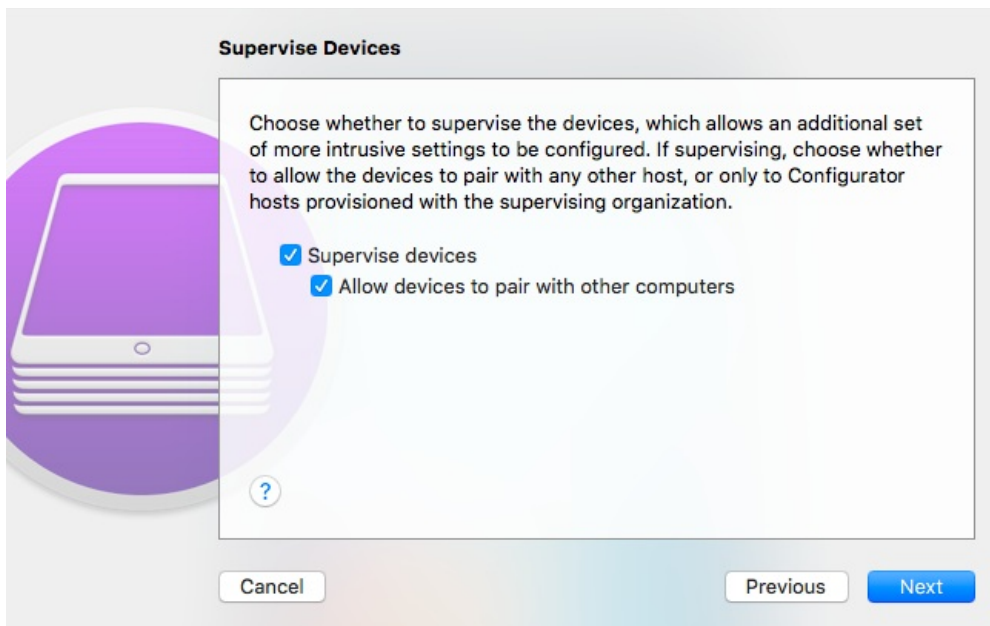 Supervise Devices
Choose whether to supervise the devices, which allows an additional set
of more intrusive settings to be configured. If supervising, choose whether
to allow the devices to pair with any other host, or only to Configurator
hosts provisioned with the supervising organization.
Supervise devices
Allow devices to pair with other computers
?
Cancel
Previous
Next